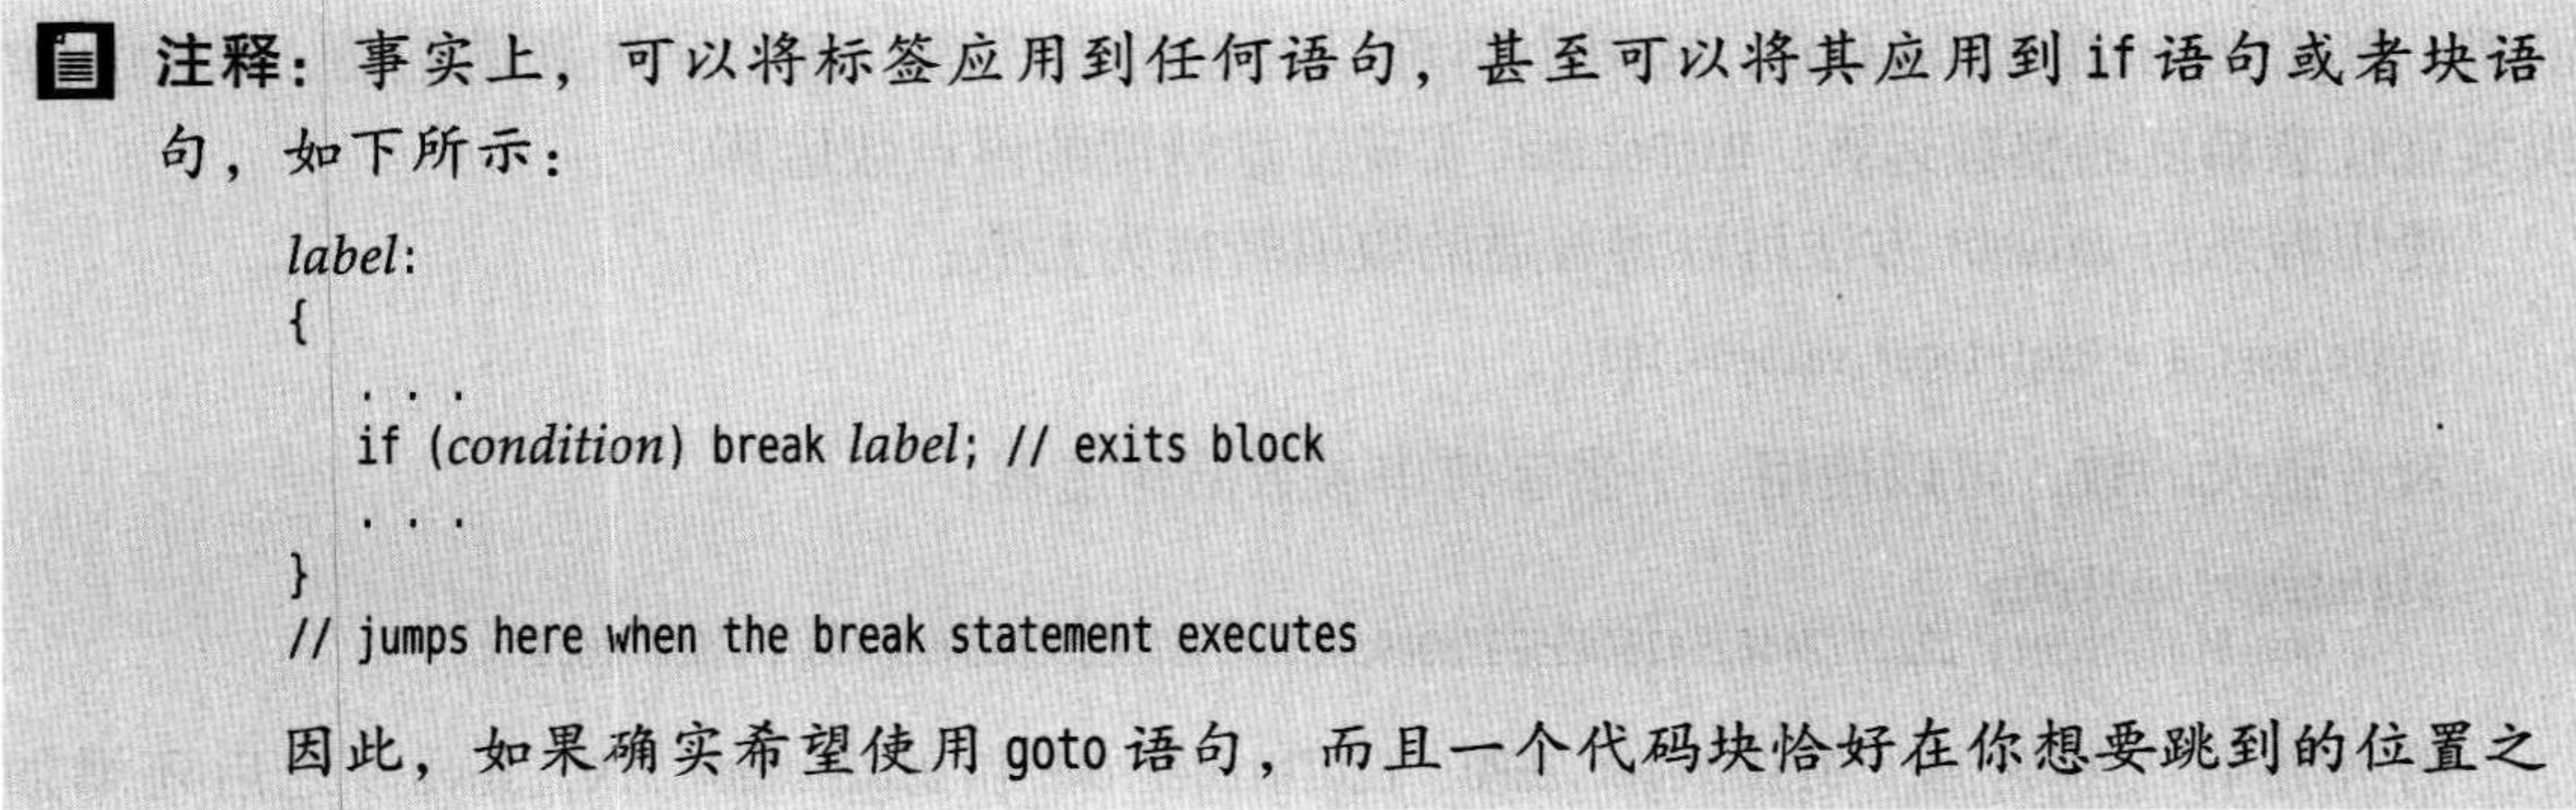 注释：事实上，可以将标签应用到任何语句，甚至可以将其应用到 if 语句或者块语
句，如下所示：
label:
{
. . .
if (condition) break label; // exits block
. . .
}
// jumps here when the break statement executes
因此，如果确实希望使用 goto 语句，而且一个代码块恰好在你想要跳到的位置之